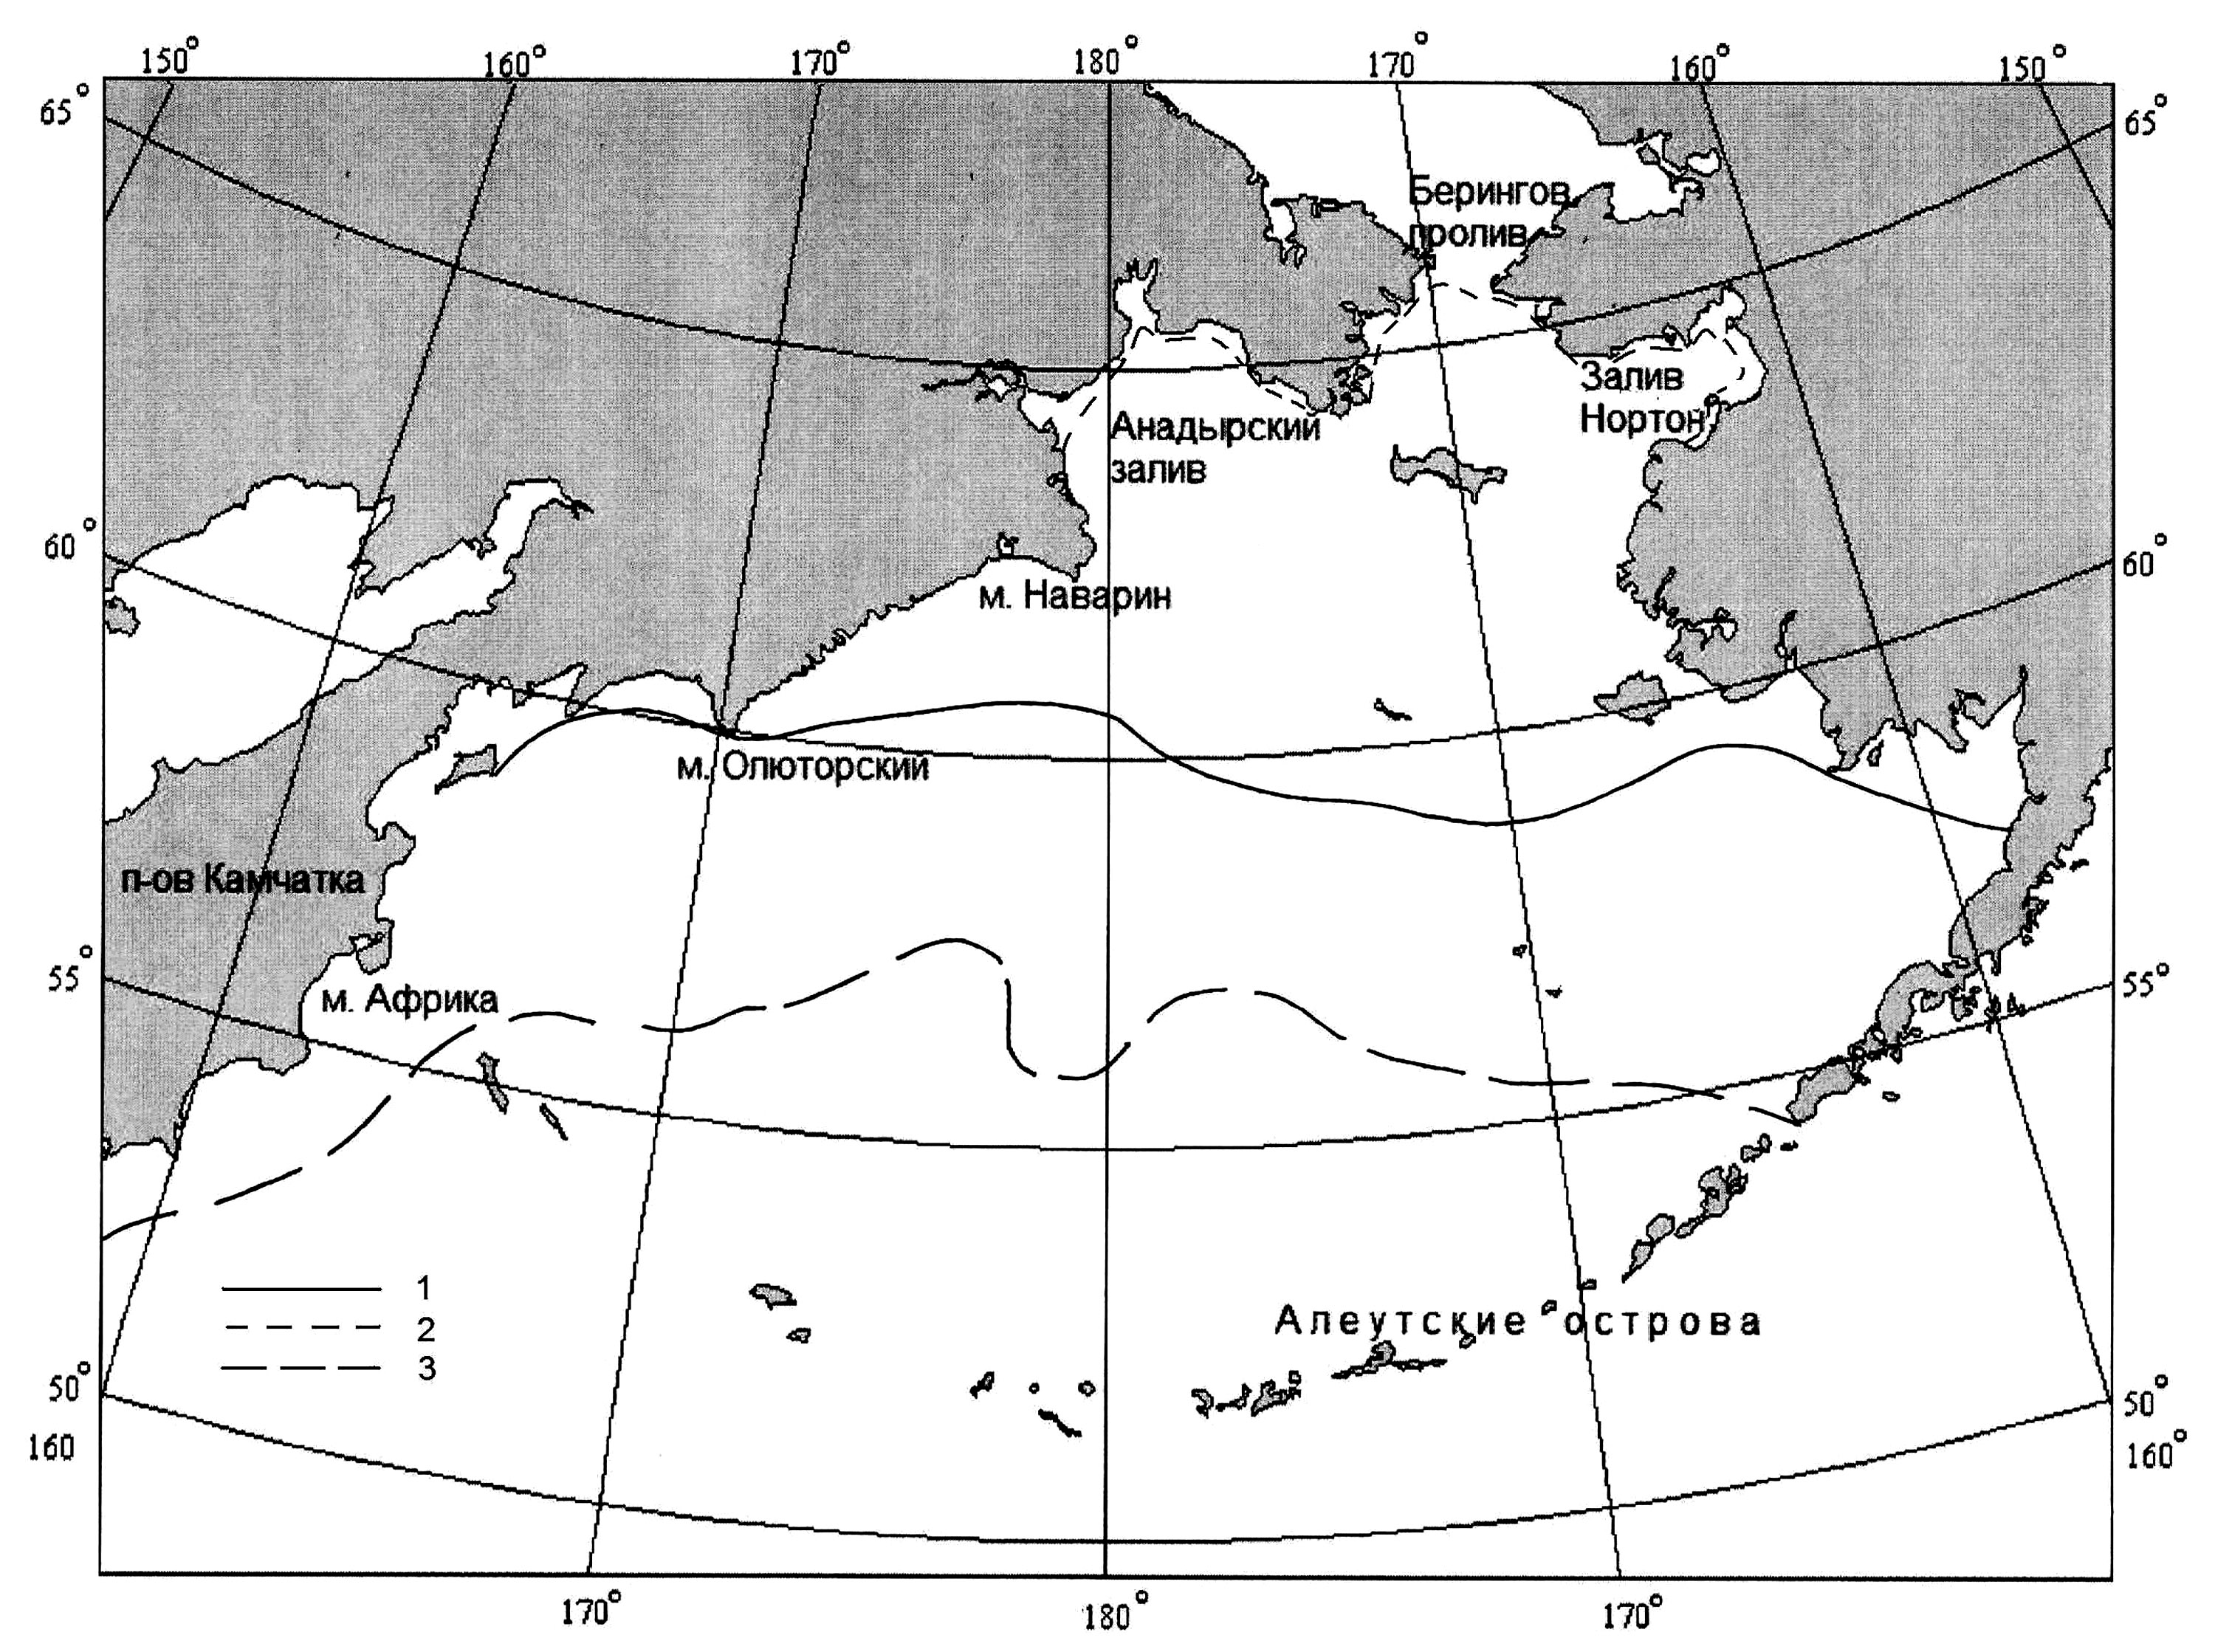 150° 160° 170° 180° 170° 160° 150°
65° 65°
Берингов
пролив
Залив
Нортон
Анадырский
залив
60° 60°
м. Наварин
м. Олюторский
п-ов Камчатка
55° 55°
м. Африка
1
2
3
Алеутские острова
50° 50°
160 160°
170° 180° 170°